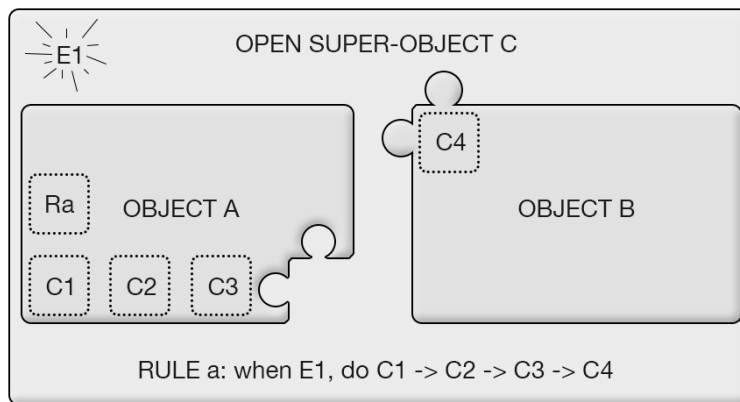 E1
OPEN SUPER-OBJECT C
C4
Ra
OBJECT A
OBJECT B
C1 C2 C3
RULE a: when E1, do C1 -> C2 -> C3 -> C4